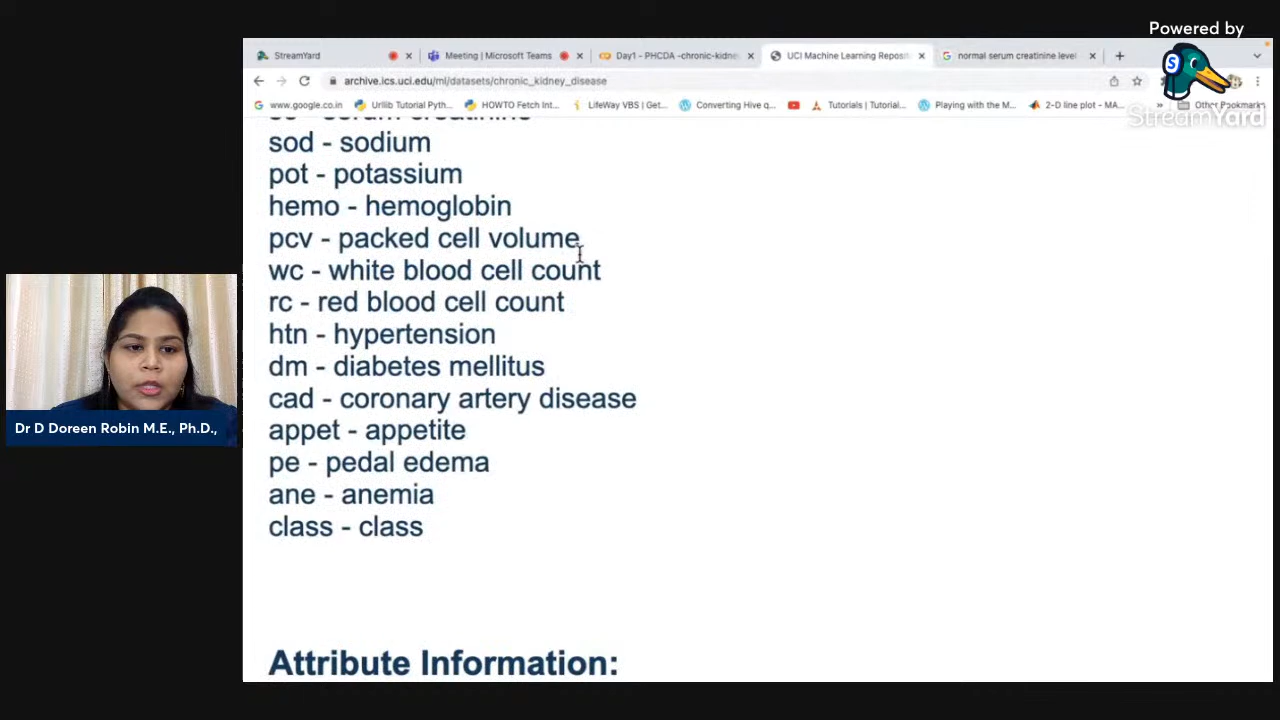 Powered by
StreamYard
StreamYard
Meeting | Microsoft Teams
Day1 - PHCDA -chronic-kidne
UCI Machine Learning Reposit
normal serum creatinine level
archive.ics.uci.edu/ml/datasets/chronic_kidney_disease
www.google.co.in
Urllib Tutorial Pyth...
HOWTO Fetch Int...
LifeWay VBS | Get...
Converting Hive q...
Tutorials | Tutorial...
Playing with the M...
2-D line plot - MA...
Other Bookmarks
sc - serum creatinine
sod - sodium
pot - potassium
hemo - hemoglobin
pcv - packed cell volume
wc - white blood cell count
rc - red blood cell count
htn - hypertension
dm - diabetes mellitus
cad - coronary artery disease
appet - appetite
pe - pedal edema
ane - anemia
class - class
Attribute Information:
Dr D Doreen Robin M.E., Ph.D.,